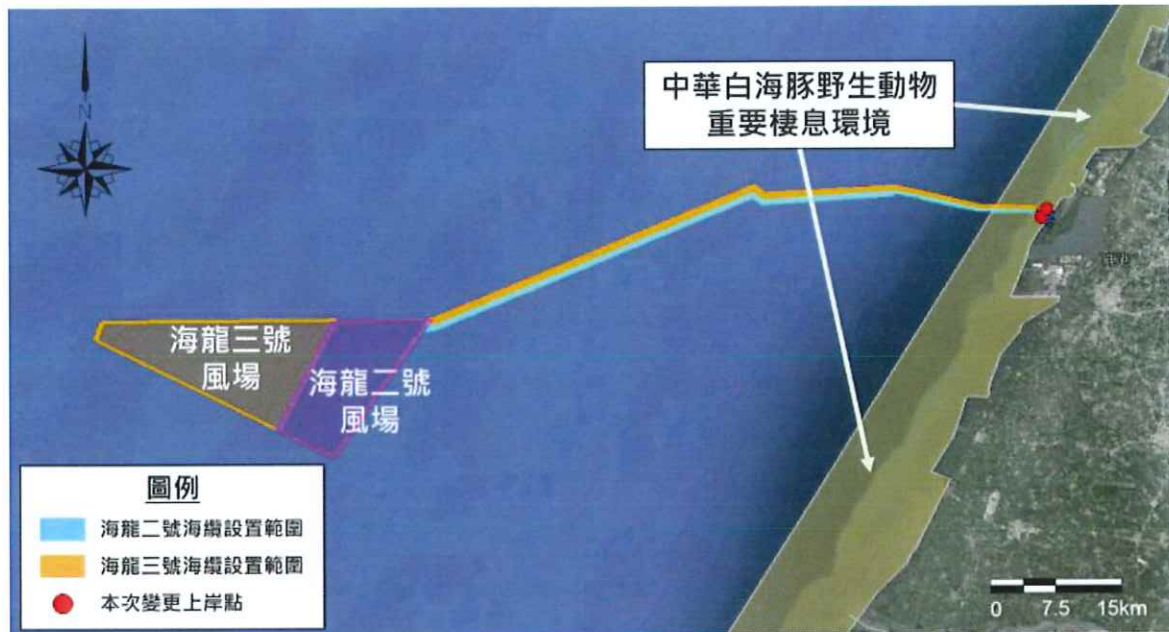 N
中華白海豚野生動物
重要棲息環境
海龍三號
風場
海龍二號
風場
圖例
海龍二號海纜設置範圍
海龍三號海纜設置範圍
本次變更上岸點
0 7.5 15km